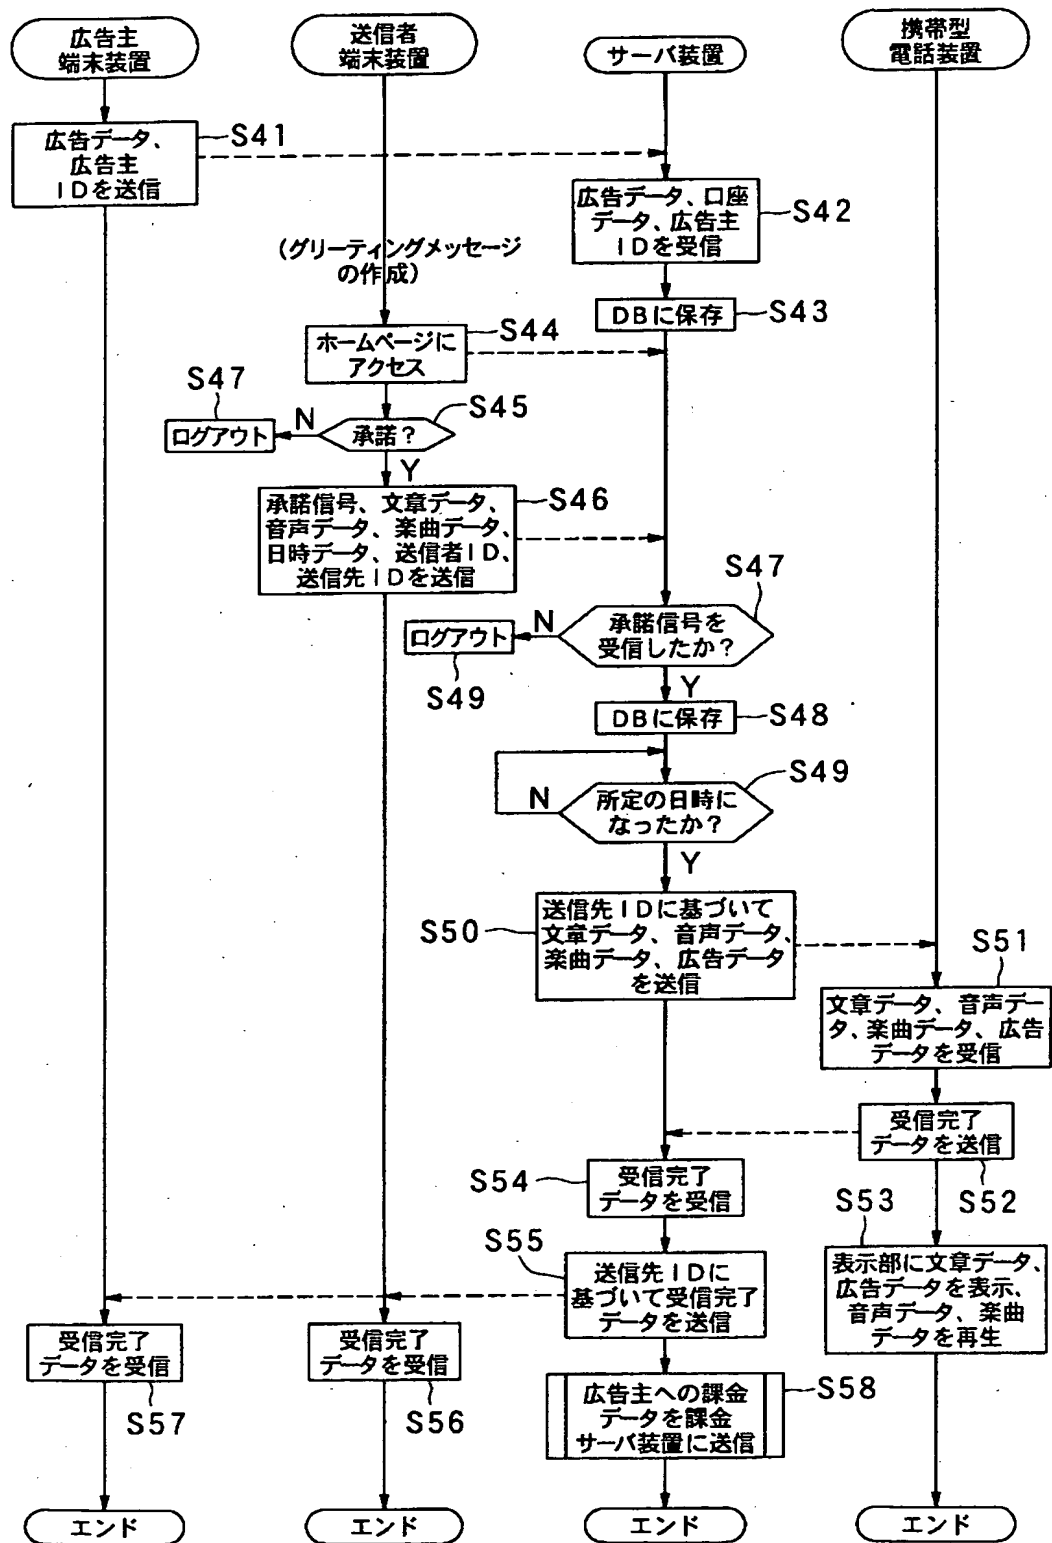 広告主
端末装置
送信者
端末装置
サーバ装置
携帯型
電話装置
広告データ、
広告主
IDを送信
S41
広告データ、口座
データ、広告主
IDを受信
S42
(グリーティングメッセージ
の作成)
DBに保存
S43
ホームページに
アクセス
S44
S47
ログアウト
N
承諾?
S45
Y
承諾信号、文章データ、
音声データ、楽曲データ、
日時データ、送信者ID、
送信先IDを送信
S46
S47
承諾信号を
受信したか?
N
ログアウト
S49
Y
DBに保存
S48
S49
所定の日時に
なったか?
N
Y
S50
送信先IDに基づいて
文章データ、音声データ、
楽曲データ、広告データ
を送信
S51
文章データ、音声デー
タ、楽曲データ、広告
データを受信
受信完了
データを送信
S52
S54
受信完了
データを受信
S53
表示部に文章データ、
広告データを表示、
音声データ、楽曲
データを再生
S55
送信先IDに
基づいて受信完了
データを送信
受信完了
データを受信
S57
受信完了
データを受信
S56
広告主への課金
データを課金
サーバ装置に送信
S58
エンド
エンド
エンド
エンド